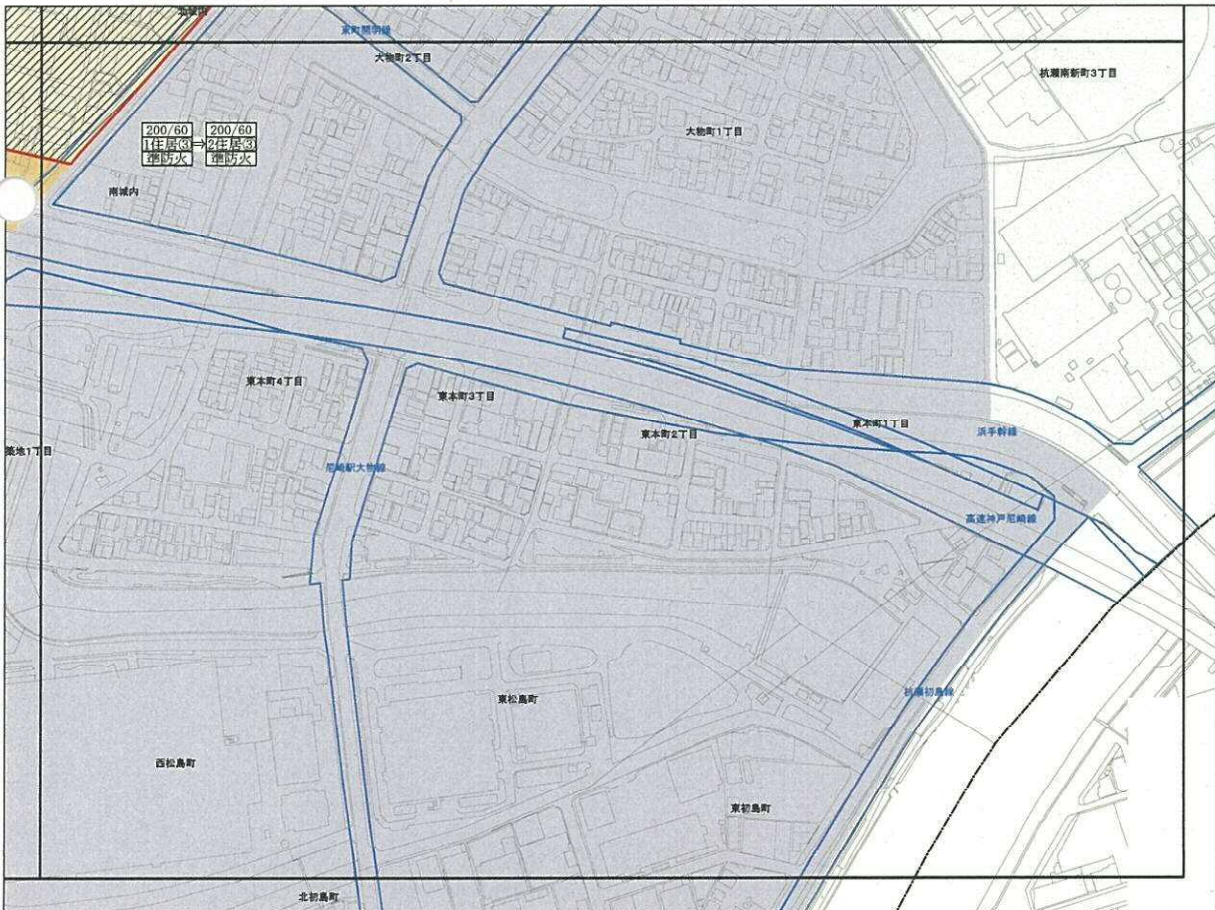 北城内
東町開明線
大物町2丁目
杭瀬南新町3丁目
大物町1丁目
200/60 200/60
1住居③⇒2住居③
準防火 準防火
南城内
東本町4丁目
東本町3丁目
東本町2丁目
東本町1丁目
浜手幹線
築地1丁目
尼崎駅大物線
高速神戸尼崎線
杭瀬初島線
東松島町
西松島町
東初島町
北初島町